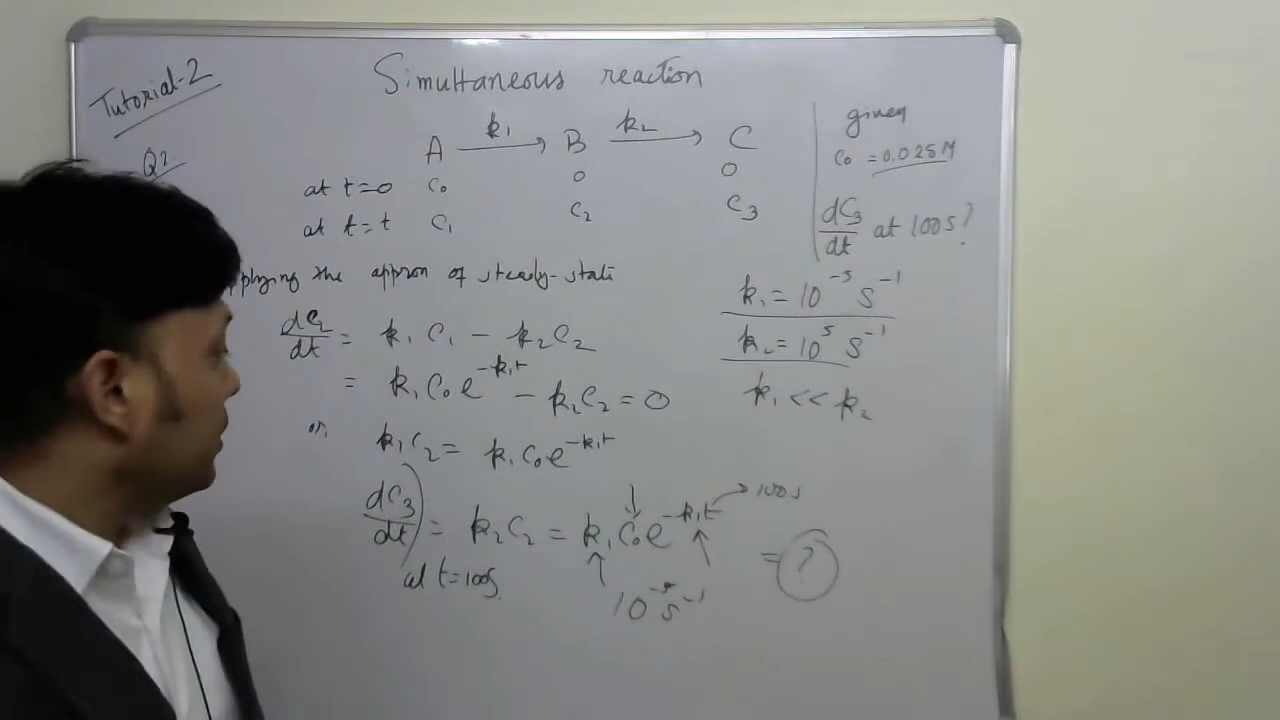 Tutorial-2
Simultaneous reaction
Q2
A —k₁→ B —k₂→ C
at t=0 C₀ 0 0
at t=t C₁ C₂ C₃
given
C₀ = 0.025M
dC₃/dt at 100s?
pplying the approxn of steady-state
dC₂/dt = k₁C₁ - k₂C₂
= k₁C₀e^-k₁t - k₂C₂ = 0
or, k₂C₂ = k₁C₀e^-k₁t
dC₃/dt) = k₂C₂ = k₁C₀e^-k₁t → 100s
at t=100s
10^-5 s^-1
= ?
k₁ = 10^-5 s^-1
k₂ = 10^5 s^-1
k₁ << k₂